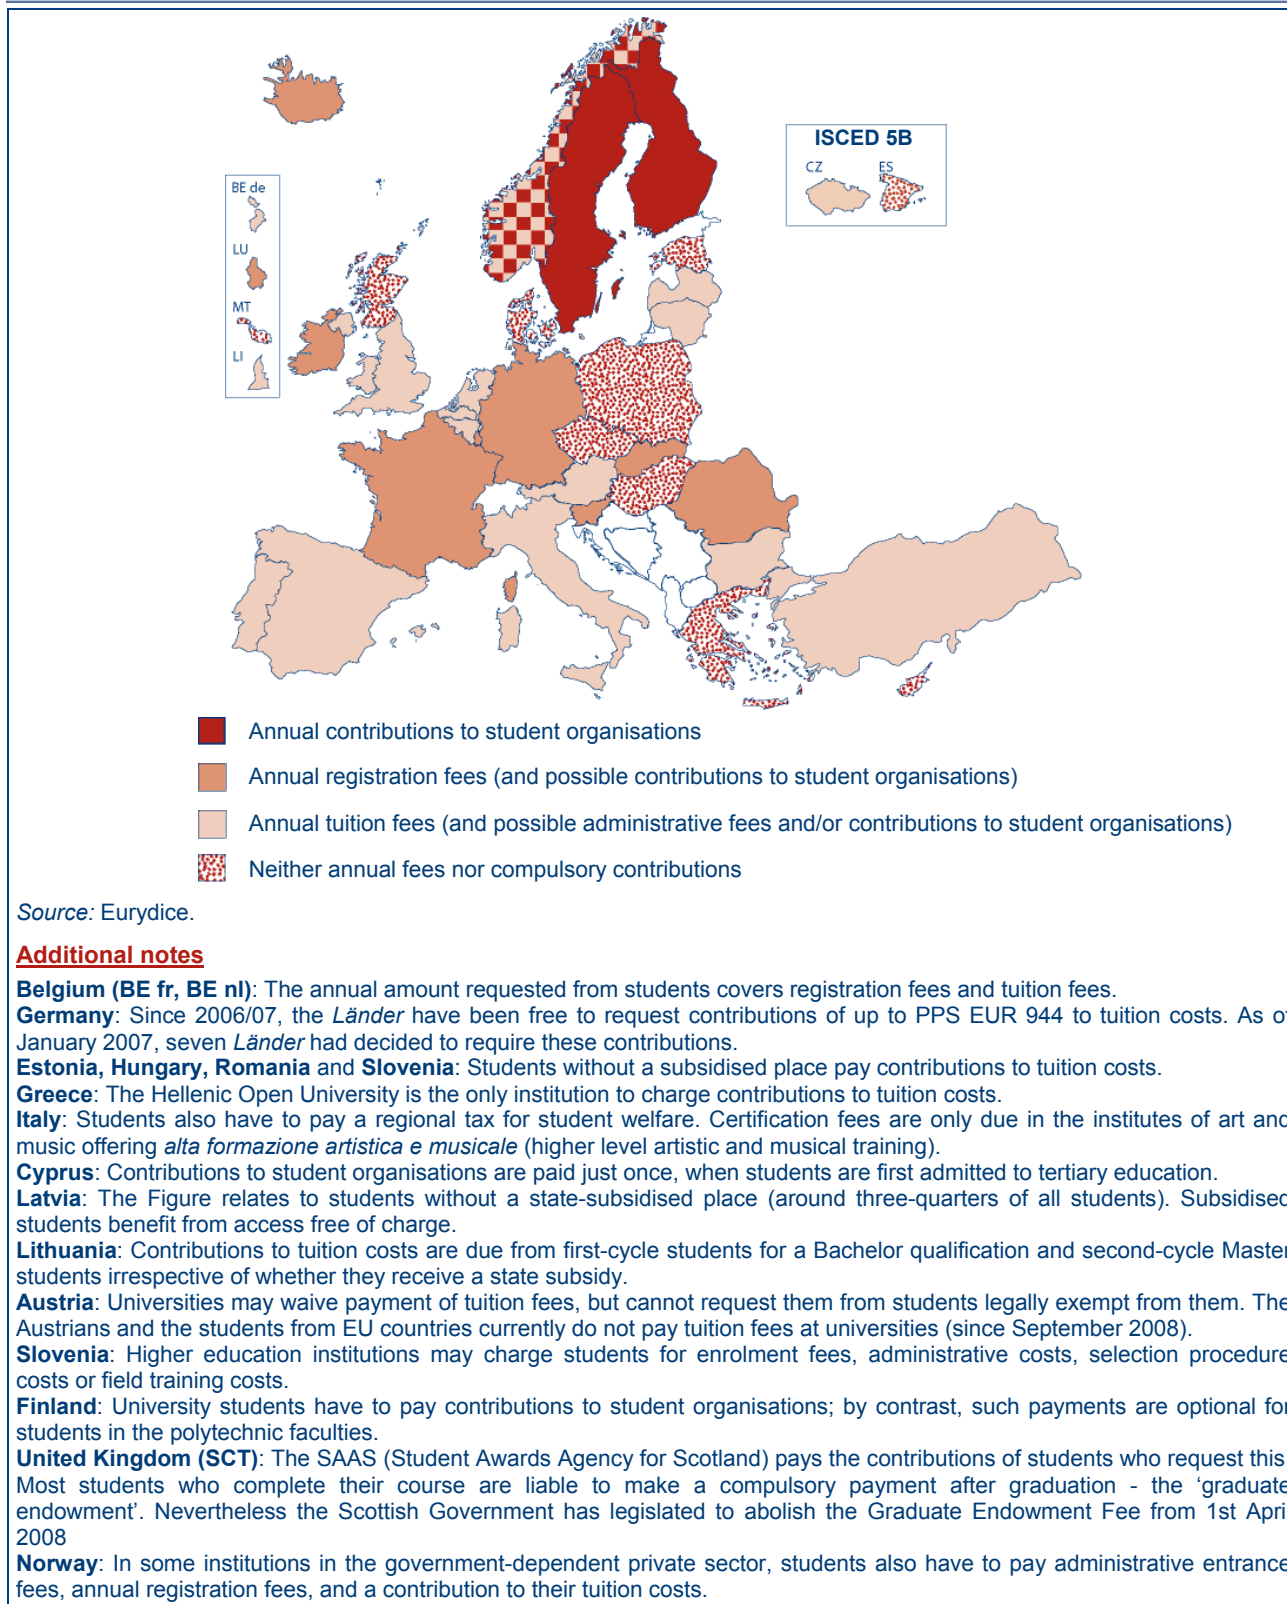 ISCED 5B
CZ
ES
BE de
LU
MT
LI
Annual contributions to student organisations
Annual registration fees (and possible contributions to student organisations)
Annual tuition fees (and possible administrative fees and/or contributions to student organisations)
Neither annual fees nor compulsory contributions
Source: Eurydice.
Additional notes
Belgium (BE fr, BE nl): The annual amount requested from students covers registration fees and tuition fees.
Germany: Since 2006/07, the Länder have been free to request contributions of up to PPS EUR 944 to tuition costs. As of
January 2007, seven Länder had decided to require these contributions.
Estonia, Hungary, Romania and Slovenia: Students without a subsidised place pay contributions to tuition costs.
Greece: The Hellenic Open University is the only institution to charge contributions to tuition costs.
Italy: Students also have to pay a regional tax for student welfare. Certification fees are only due in the institutes of art and
music offering alta formazione artistica e musicale (higher level artistic and musical training).
Cyprus: Contributions to student organisations are paid just once, when students are first admitted to tertiary education.
Latvia: The Figure relates to students without a state-subsidised place (around three-quarters of all students). Subsidised
students benefit from access free of charge.
Lithuania: Contributions to tuition costs are due from first-cycle students for a Bachelor qualification and second-cycle Master
students irrespective of whether they receive a state subsidy.
Austria: Universities may waive payment of tuition fees, but cannot request them from students legally exempt from them. The
Austrians and the students from EU countries currently do not pay tuition fees at universities (since September 2008).
Slovenia: Higher education institutions may charge students for enrolment fees, administrative costs, selection procedure
costs or field training costs.
Finland: University students have to pay contributions to student organisations; by contrast, such payments are optional for
students in the polytechnic faculties.
United Kingdom (SCT): The SAAS (Student Awards Agency for Scotland) pays the contributions of students who request this
Most students who complete their course are liable to make a compulsory payment after graduation - the ‘graduate
endowment’. Nevertheless the Scottish Government has legislated to abolish the Graduate Endowment Fee from 1st April
2008
Norway: In some institutions in the government-dependent private sector, students also have to pay administrative entrance
fees, annual registration fees, and a contribution to their tuition costs.